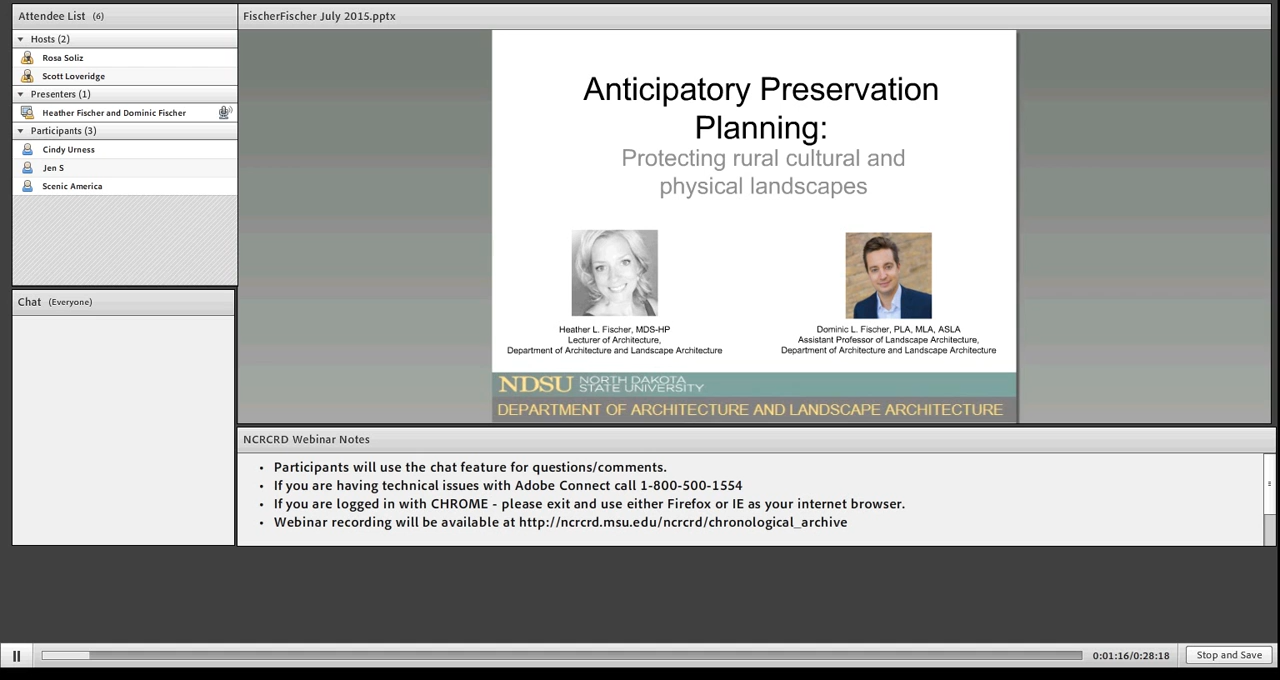 Attendee List (6)
Hosts (2)
Rosa Soliz
Scott Loveridge
Presenters (1)
Heather Fischer and Dominic Fischer
Participants (3)
Cindy Urness
Jen S
Scenic America
Chat (Everyone)
FischerFischer July 2015.pptx
Anticipatory Preservation
Planning:
Protecting rural cultural and
physical landscapes
Heather L. Fischer, MDS-HP
Lecturer of Architecture,
Department of Architecture and Landscape Architecture
Dominic L. Fischer, PLA, MLA, ASLA
Assistant Professor of Landscape Architecture,
Department of Architecture and Landscape Architecture
NDSU NORTH DAKOTA
STATE UNIVERSITY
DEPARTMENT OF ARCHITECTURE AND LANDSCAPE ARCHITECTURE
NCRCRD Webinar Notes
• Participants will use the chat feature for questions/comments.
• If you are having technical issues with Adobe Connect call 1-800-500-1554
• If you are logged in with CHROME - please exit and use either Firefox or IE as your internet browser.
• Webinar recording will be available at http://ncrcrd.msu.edu/ncrcrd/chronological_archive
0:01:16/0:28:18
Stop and Save